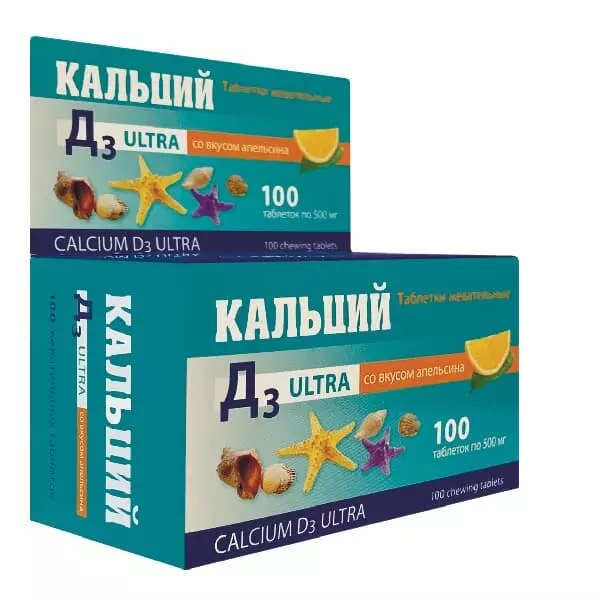 КАЛЬЦИЙ
Таблетки жевательные
Д3 ULTRA
со вкусом апельсина
100
таблеток по 500 мг
CALCIUM D3 ULTRA
100 chewing tablets
КАЛЬЦИЙ
Таблетки жевательные
Д3 ULTRA
со вкусом апельсина
100
таблеток по 500 мг
CALCIUM D3 ULTRA
100 chewing tablets
КАЛЬЦИЙ
Д3 ULTRA
со вкусом апельсина
100 жевательных таблеток